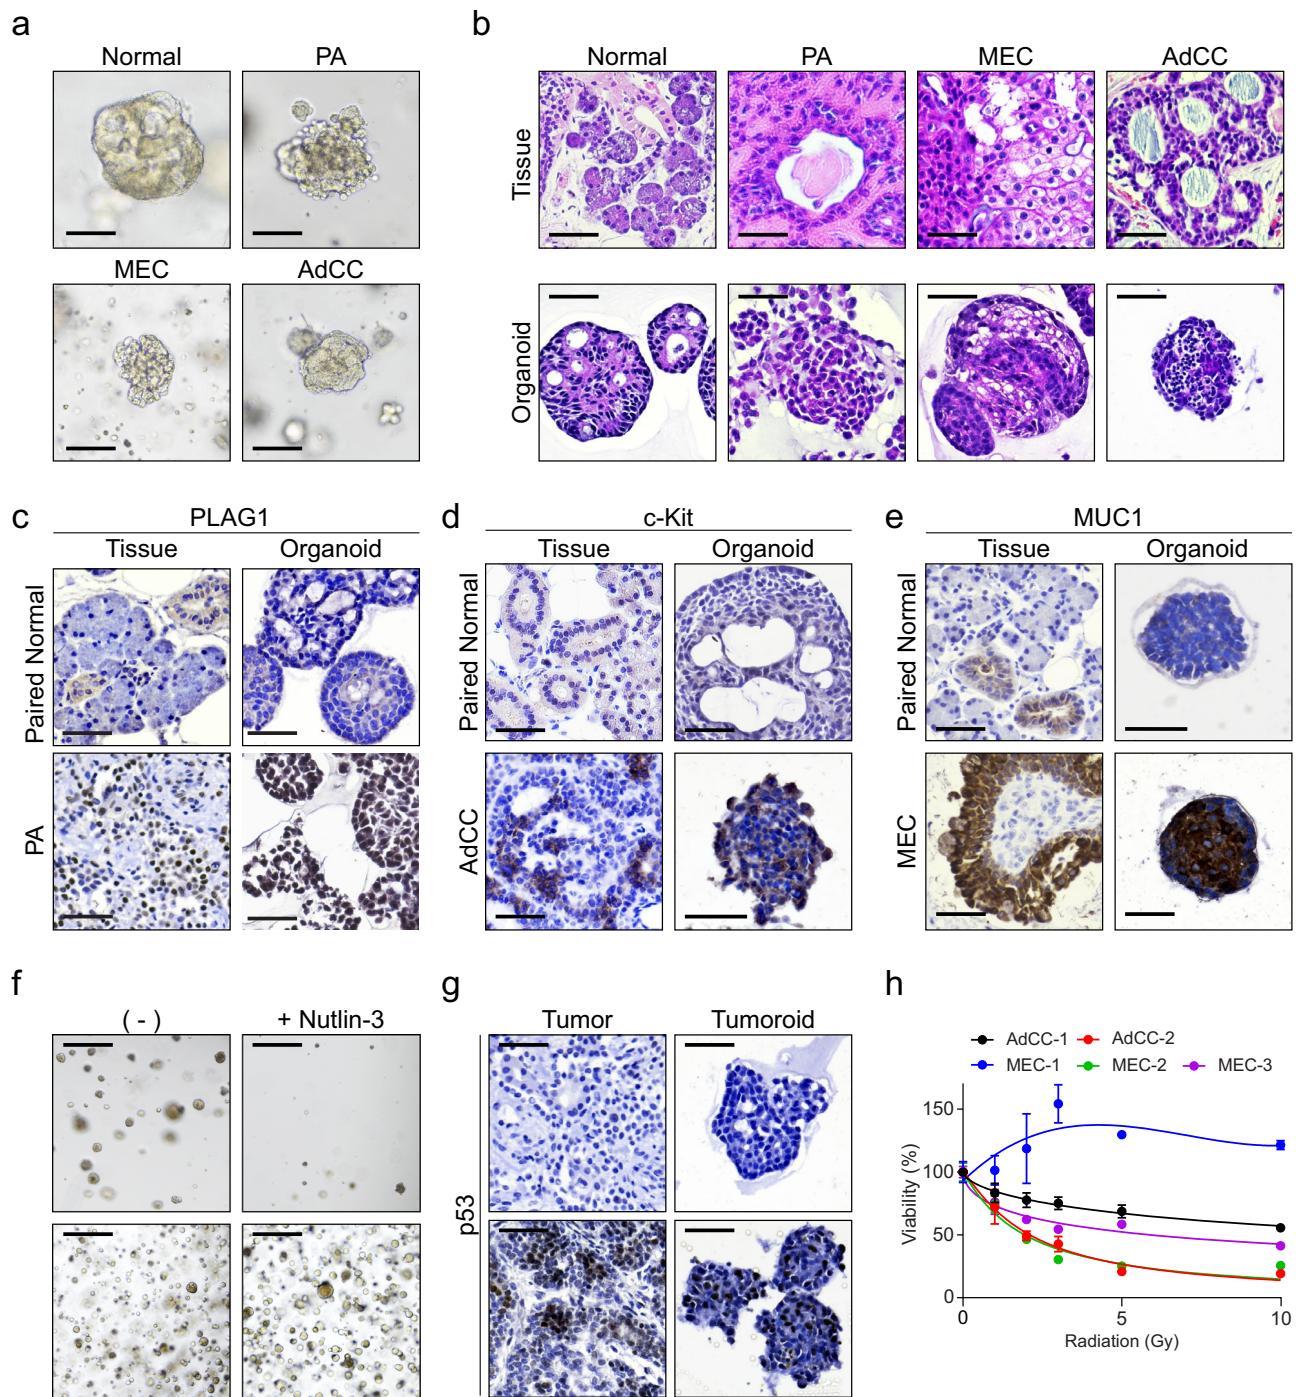 a
Normal
PA
MEC
AdCC
b
Normal
PA
MEC
AdCC
Tissue
Organoid
c
PLAG1
Tissue
Organoid
Paired Normal
PA
d
c-Kit
Tissue
Organoid
Paired Normal
AdCC
e
MUC1
Tissue
Organoid
Paired Normal
MEC
f
( - )
+ Nutlin-3
g
Tumor
Tumoroid
p53
h
AdCC-1
AdCC-2
MEC-1
MEC-2
MEC-3
Viability (%)
150
100
50
0
0
5
10
Radiation (Gy)